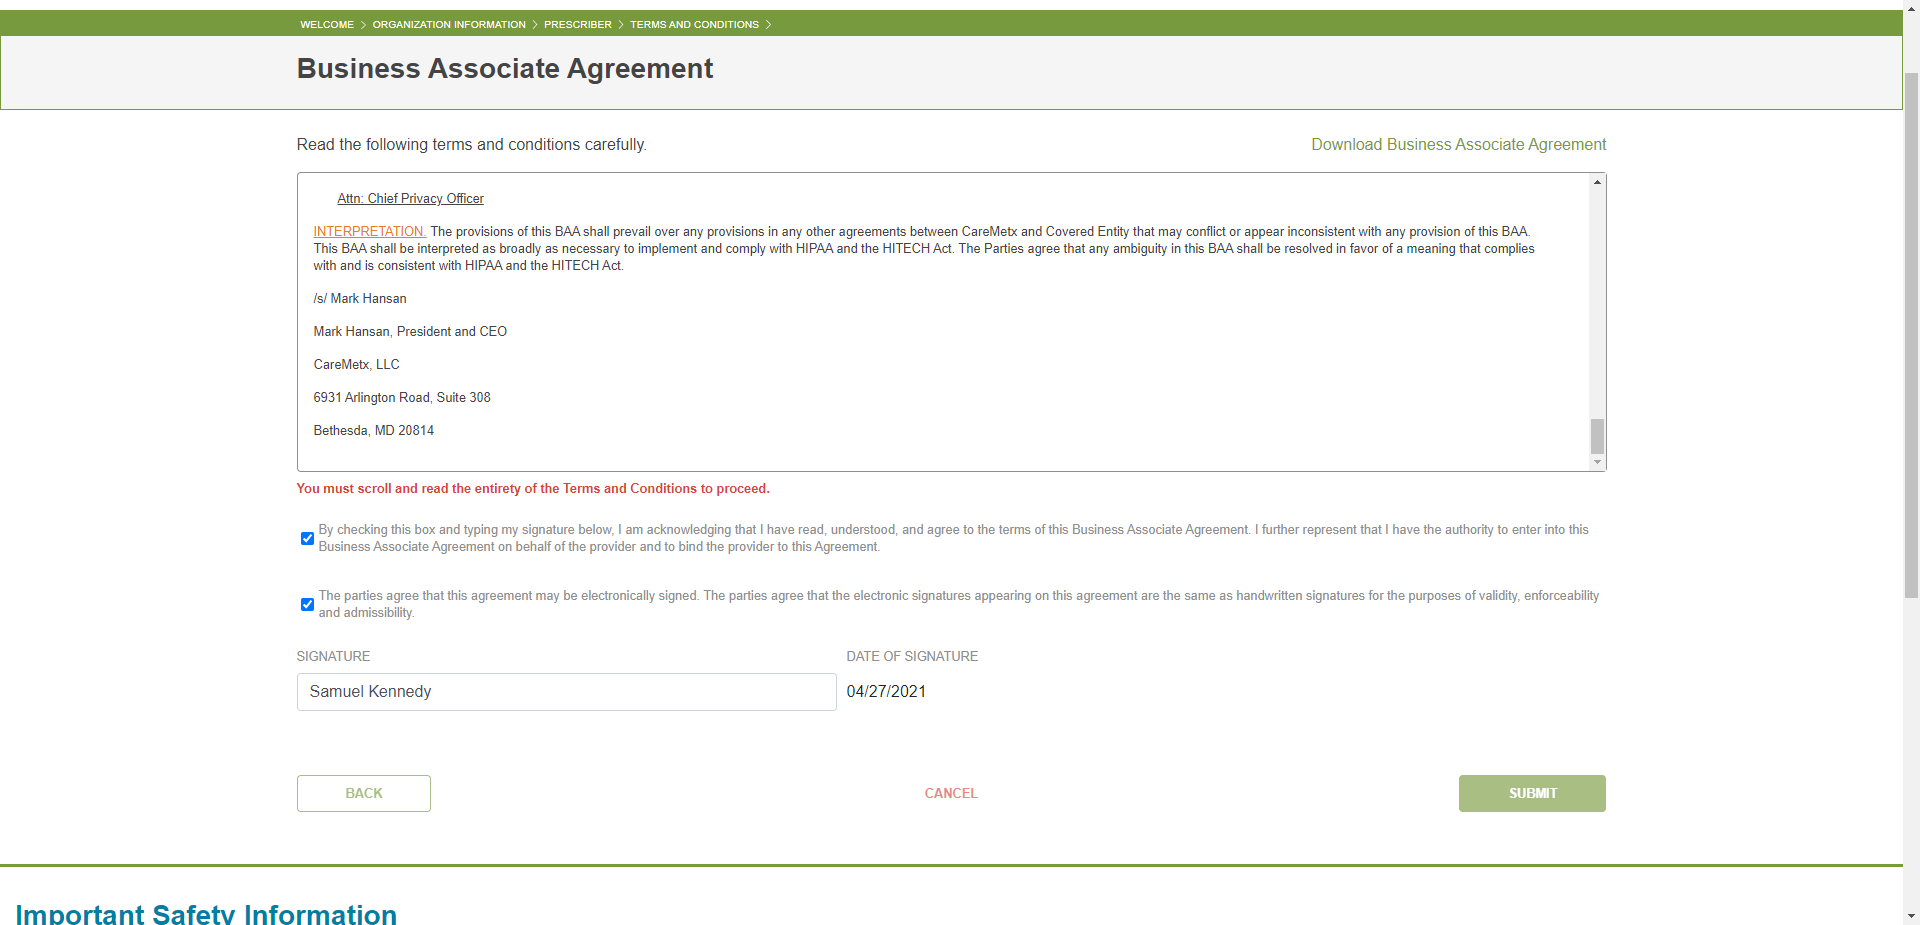 WELCOME > ORGANIZATION INFORMATION > PRESCRIBER > TERMS AND CONDITIONS >
Business Associate Agreement
Read the following terms and conditions carefully.
Download Business Associate Agreement
Attn: Chief Privacy Officer
INTERPRETATION. The provisions of this BAA shall prevail over any provisions in any other agreements between CareMetx and Covered Entity that may conflict or appear inconsistent with any provision of this BAA.
This BAA shall be interpreted as broadly as necessary to implement and comply with HIPAA and the HITECH Act. The Parties agree that any ambiguity in this BAA shall be resolved in favor of a meaning that complies
with and is consistent with HIPAA and the HITECH Act.
/s/ Mark Hansan
Mark Hansan, President and CEO
CareMetx, LLC
6931 Arlington Road, Suite 308
Bethesda, MD 20814
You must scroll and read the entirety of the Terms and Conditions to proceed.
By checking this box and typing my signature below, I am acknowledging that I have read, understood, and agree to the terms of this Business Associate Agreement. I further represent that I have the authority to enter into this
Business Associate Agreement on behalf of the provider and to bind the provider to this Agreement.
The parties agree that this agreement may be electronically signed. The parties agree that the electronic signatures appearing on this agreement are the same as handwritten signatures for the purposes of validity, enforceability
and admissibility.
SIGNATURE
DATE OF SIGNATURE
Samuel Kennedy
04/27/2021
BACK
CANCEL
SUBMIT
Important Safety Information